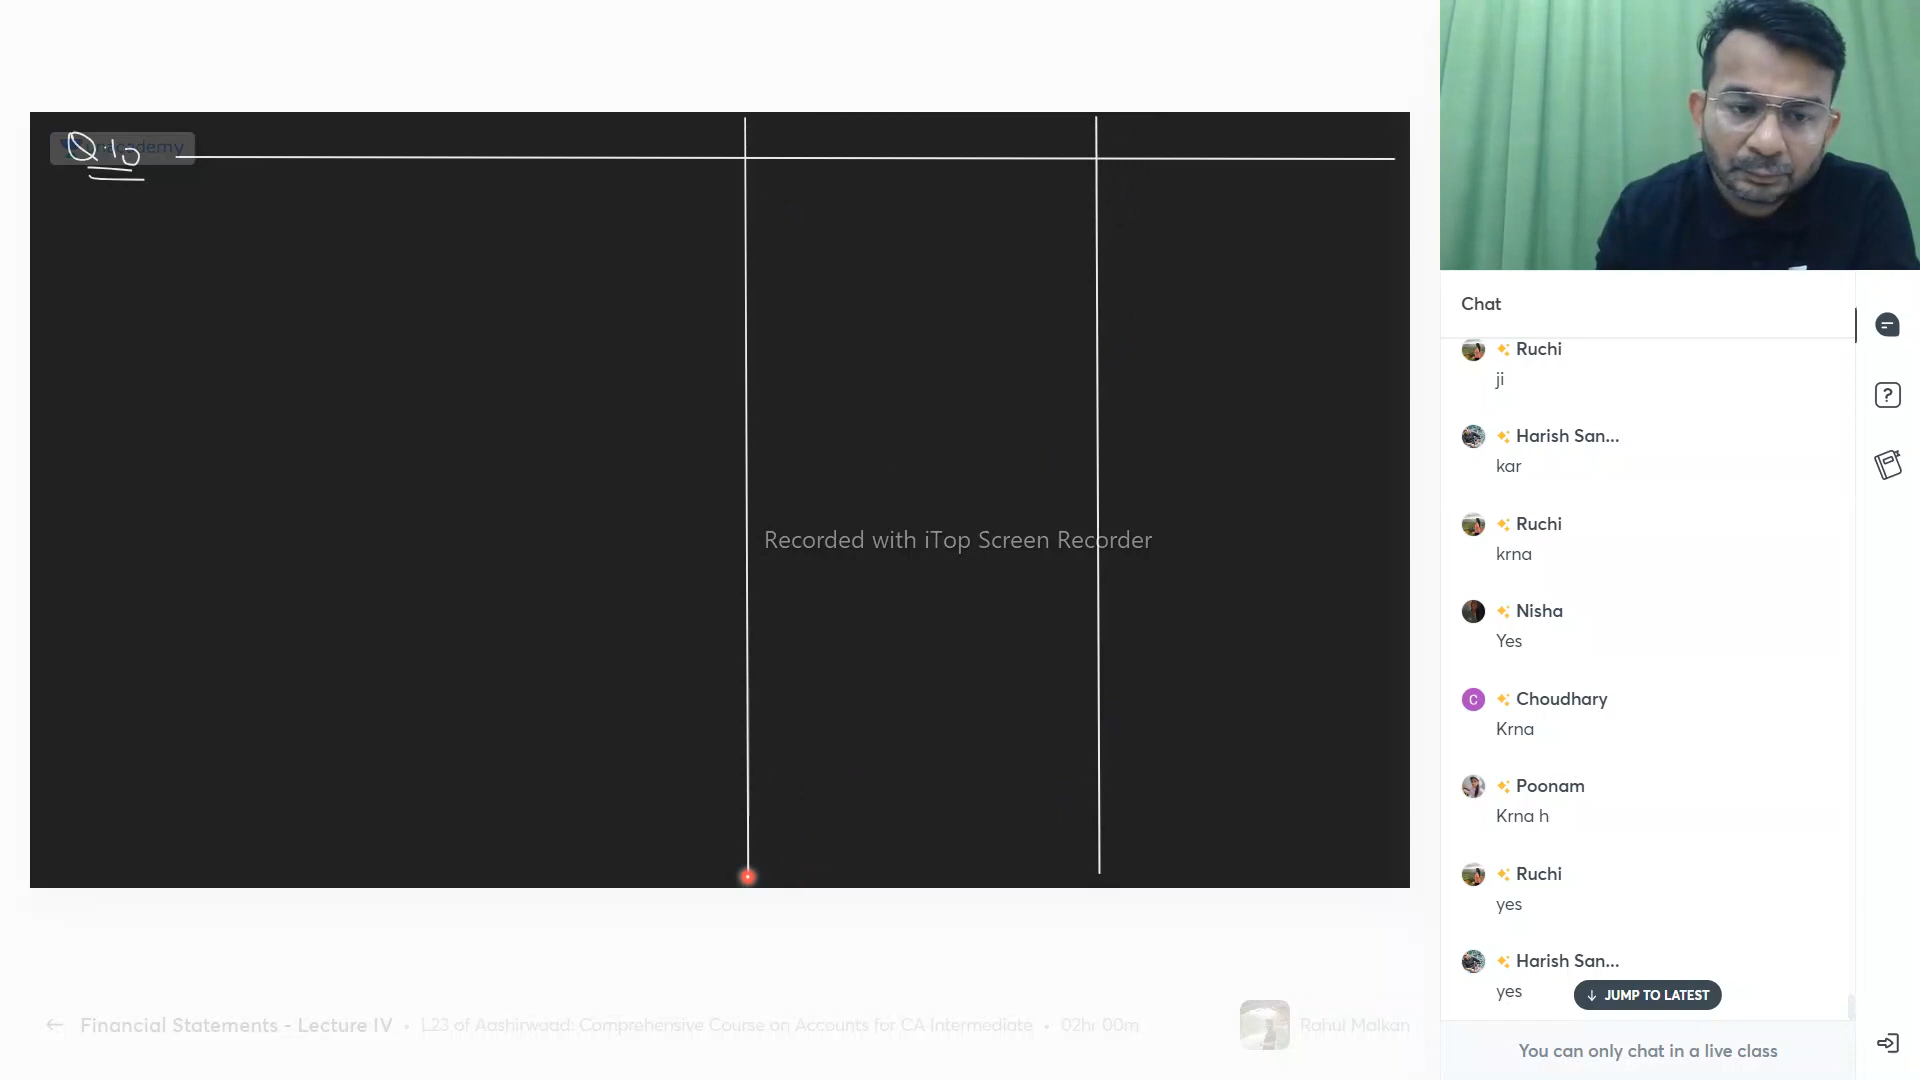 unacademy
Q.10
Recorded with iTop Screen Recorder
← Financial Statements - Lecture IV • L23 of Aashirwaad: Comprehensive Course on Accounts for CA Intermediate • 02hr 00m
Rahul Malkan
Chat
Ruchi
ji
Harish San...
kar
Ruchi
krna
Nisha
Yes
C Choudhary
Krna
Poonam
Krna h
Ruchi
yes
Harish San...
yes
↓ JUMP TO LATEST
You can only chat in a live class
?